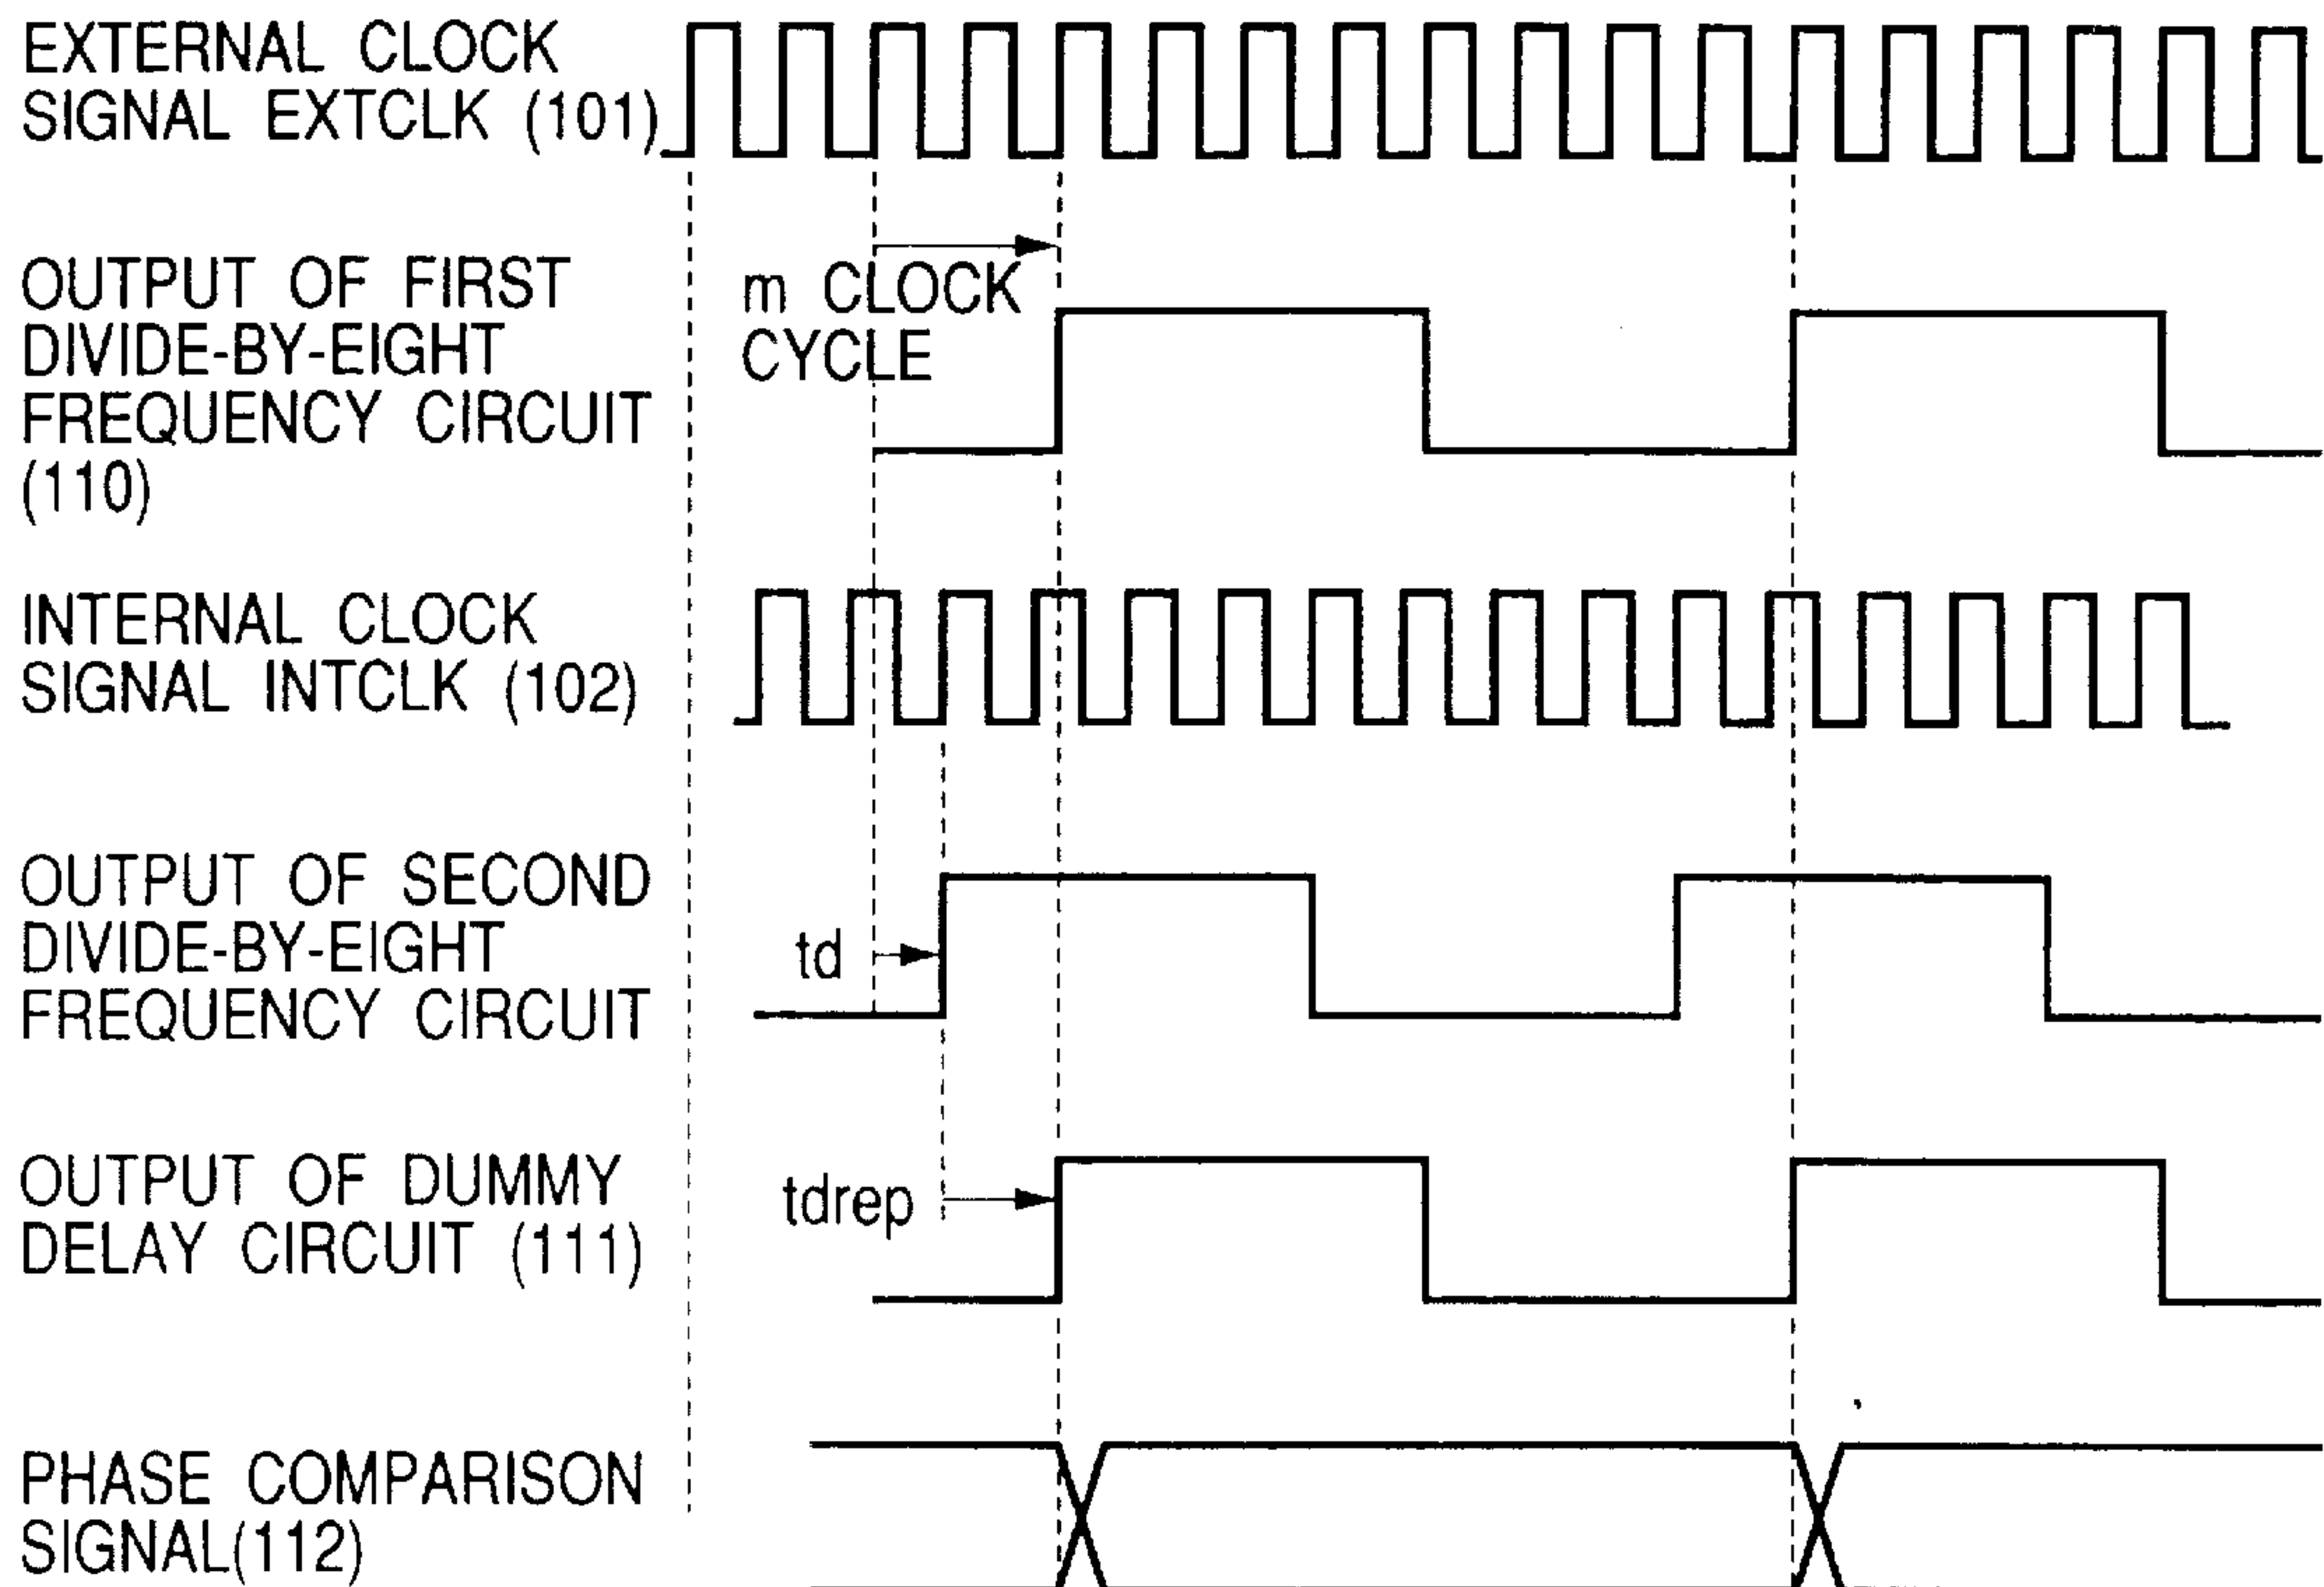 EXTERNAL CLOCK
SIGNAL EXTCLK (101)
OUTPUT OF FIRST
DIVIDE-BY-EIGHT
FREQUENCY CIRCUIT
(110)
m CLOCK
CYCLE
INTERNAL CLOCK
SIGNAL INTCLK (102)
OUTPUT OF SECOND
DIVIDE-BY-EIGHT
FREQUENCY CIRCUIT
td
OUTPUT OF DUMMY
DELAY CIRCUIT (111)
tdrep
PHASE COMPARISON
SIGNAL(112)